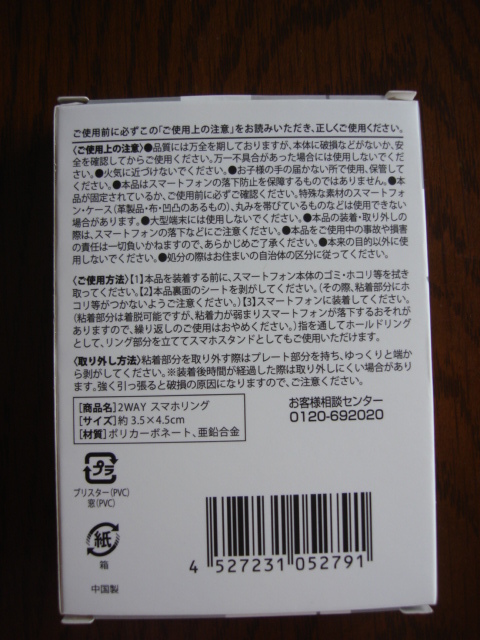 ご使用前に必ずこの「ご使用上の注意」をお読みいただき、正しくご使用ください。
〈ご使用上の注意〉●品質には万全を期しておりますが、本体に破損などがないか、安
全を確認してからご使用ください。万一不具合があった場合には使用しないでくだ
さい。●火気に近づけないでください。●お子様の手の届かない所で使用、保管して
ください。●本品はスマートフォンの落下防止を保障するものではありません。●本品
が固定されているか、ご使用前に必ずご確認ください。特殊な素材のスマートフォ
ン・ケース(革製品・布・凹凸のあるもの)、丸みを帯びているものなどは使用できない
場合があります。●大型端末には使用しないでください。●本品の装着・取り外し
の際は、スマートフォンの落下などにご注意ください。●本品をご使用中の事故や損害
の責任は一切負いかねますので、あらかじめご了承ください。●本来の目的以外に使
用しないでください。●処分の際はお住まいの自治体の区分に従ってください。
〈ご使用方法〉【1】本品を装着する前に、スマートフォン本体のゴミ・ホコリ等を拭き
取ってください。【2】本品裏面のシートを剥がしてください。(その際、粘着部分にホ
コリ等がつかないようご注意ください。)【3】スマートフォンに装着してください。
(粘着部分は着脱可能ですが、粘着力が弱まりスマートフォンが落下するおそれが
ありますので、繰り返しのご使用はおやめください。)指を通してホールドリング
として、リング部分を立ててスマホスタンドとしてもご使用いただけます。
〈取り外し方法〉粘着部分を取り外す際はプレート部分を持ち、ゆっくりと端か
ら剥がしてください。※装着後時間が経過した際は取り外しにくい場合があり
ます。強く引っ張ると破損の原因になりますので、ご注意ください。
【商品名】2WAY スマホリング
【サイズ】約 3.5×4.5cm
【材質】ポリカーボネート、亜鉛合金
お客様相談センター
0120-692020
プラ
ブリスター(PVC)
窓(PVC)
紙
箱
中国製
4 527231 052791